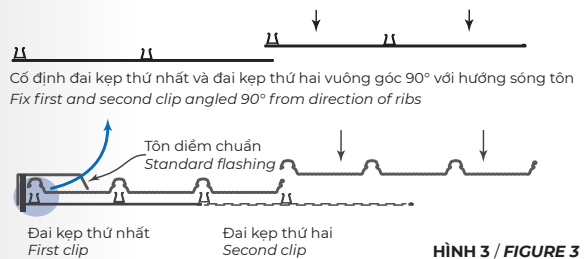 Cố định đai kẹp thứ nhất và đai kẹp thứ hai vuông góc 90° với hướng sóng tôn
Fix first and second clip angled 90° from direction of ribs
Tôn diềm chuẩn
Standard flashing
Đai kẹp thứ nhất
First clip
Đai kẹp thứ hai
Second clip
HÌNH 3 / FIGURE 3